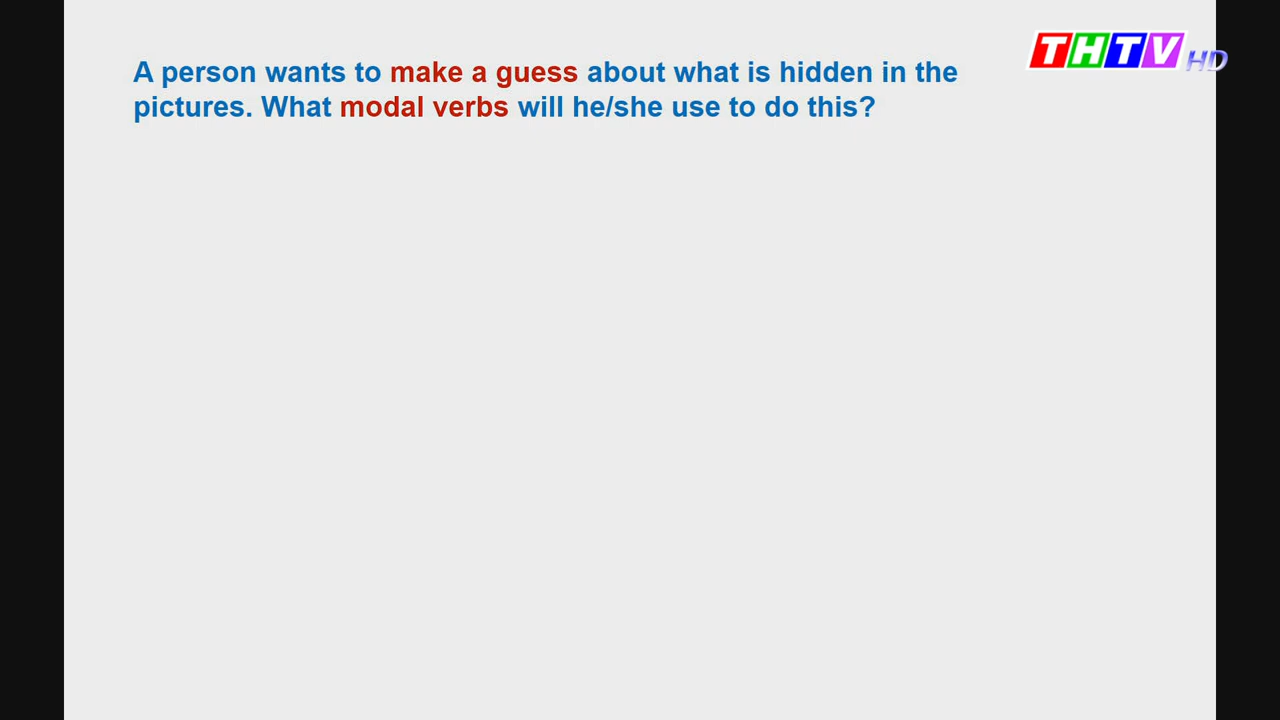 A person wants to make a guess about what is hidden in the
pictures. What modal verbs will he/she use to do this?
THTV HD